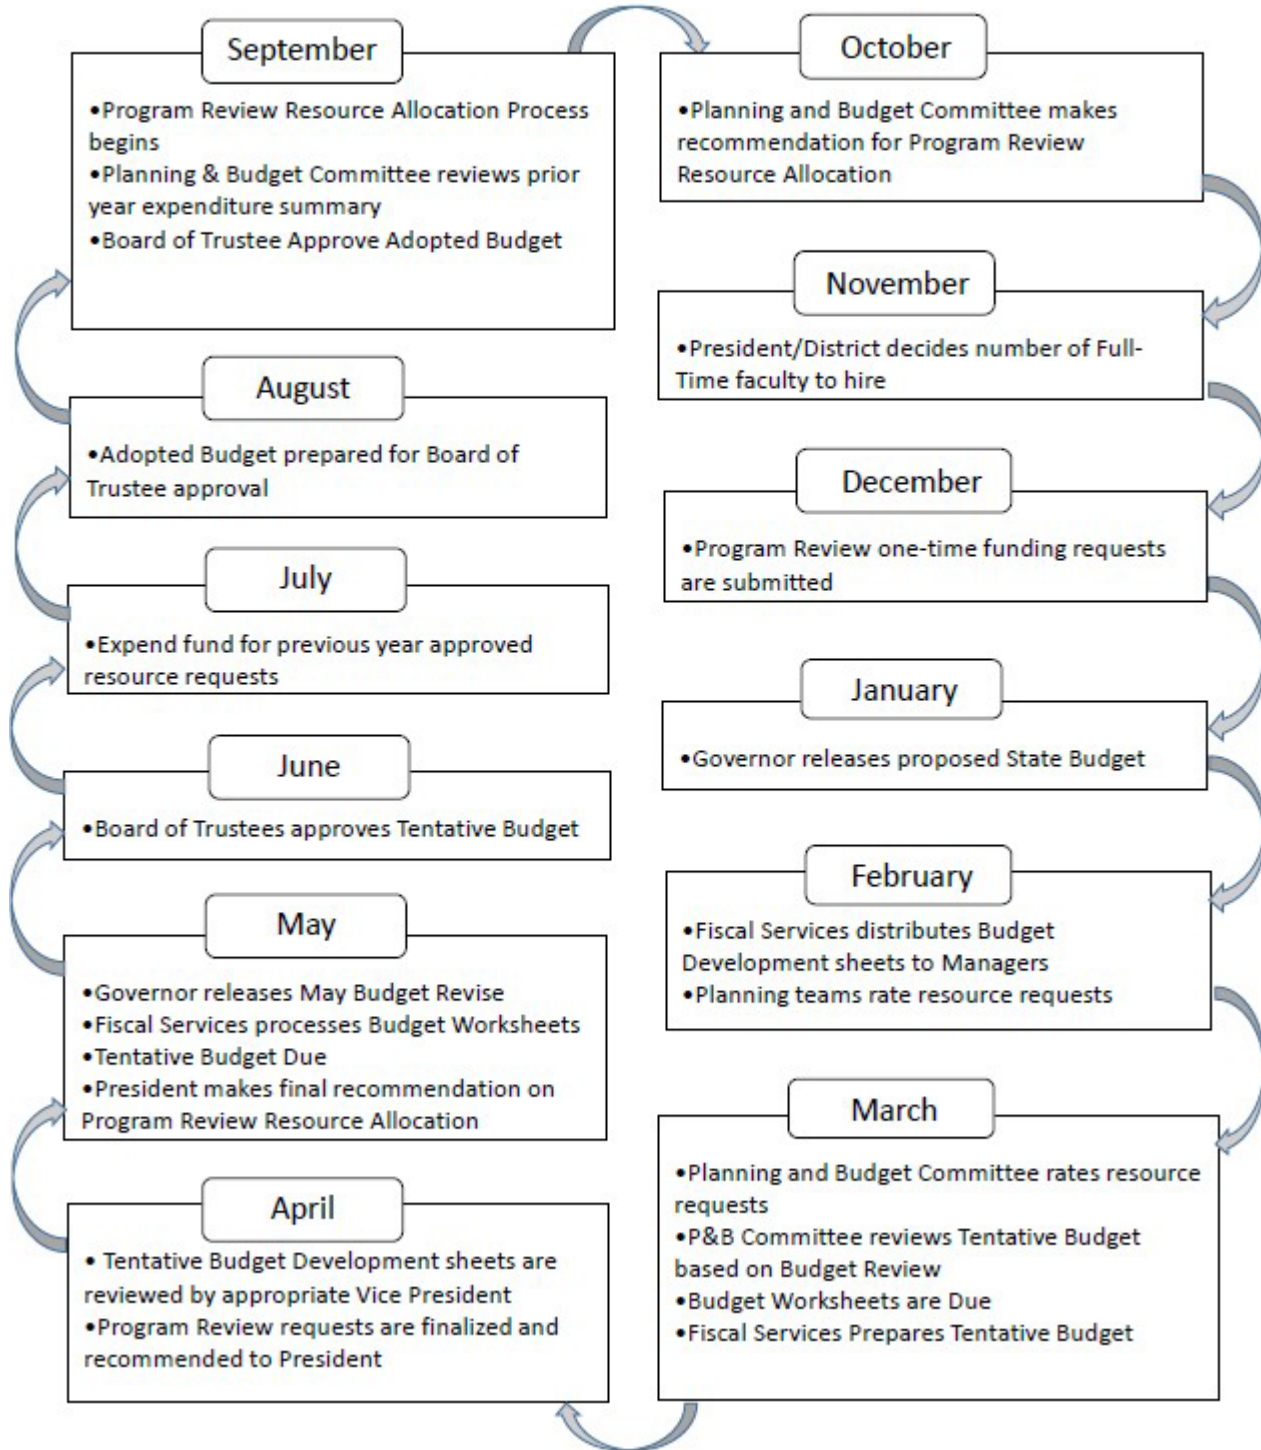 September
•Program Review Resource Allocation Process
begins
•Planning & Budget Committee reviews prior
year expenditure summary
•Board of Trustee Approve Adopted Budget
October
•Planning and Budget Committee makes
recommendation for Program Review
Resource Allocation
November
•President/District decides number of Full-
Time faculty to hire
December
•Program Review one-time funding requests
are submitted
January
•Governor releases proposed State Budget
February
•Fiscal Services distributes Budget
Development sheets to Managers
•Planning teams rate resource requests
March
•Planning and Budget Committee rates resource
requests
•P&B Committee reviews Tentative Budget
based on Budget Review
•Budget Worksheets are Due
•Fiscal Services Prepares Tentative Budget
April
• Tentative Budget Development sheets are
reviewed by appropriate Vice President
•Program Review requests are finalized and
recommended to President
May
•Governor releases May Budget Revise
•Fiscal Services processes Budget Worksheets
•Tentative Budget Due
•President makes final recommendation on
Program Review Resource Allocation
June
•Board of Trustees approves Tentative Budget
July
•Expend fund for previous year approved
resource requests
August
•Adopted Budget prepared for Board of
Trustee approval